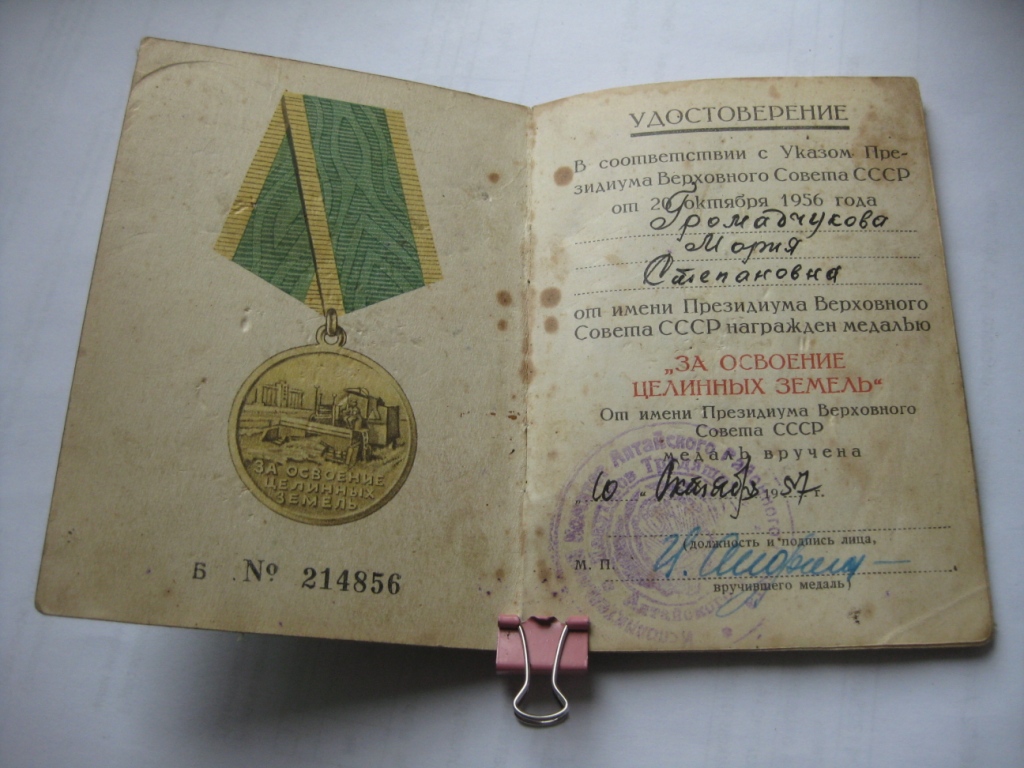 ЗА ОСВОЕНИЕ
ЦЕЛИННЫХ
ЗЕМЕЛЬ
Б № 214856
УДОСТОВЕРЕНИЕ
В соответствии с Указом Пре-
зидиума Верховного Совета СССР
от 20 октября 1956 года
Громадчукова
Мария
Степановна
от имени Президиума Верховного
Совета СССР награжден медалью
„ЗА ОСВОЕНИЕ
ЦЕЛИННЫХ ЗЕМЕЛЬ“
От имени Президиума Верховного
Совета СССР
медаль вручена
„10 “ Октября 1957 г.
(должность и подпись лица,
М. П.
вручившего медаль)
Алтайского